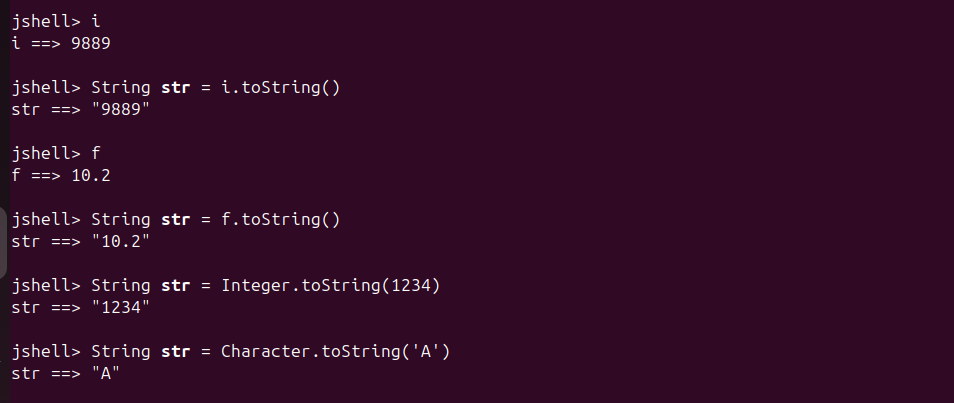 jshell> i
i ==> 9889
jshell> String str = i.toString()
str ==> "9889"
jshell> f
f ==> 10.2
jshell> String str = f.toString()
str ==> "10.2"
jshell> String str = Integer.toString(1234)
str ==> "1234"
jshell> String str = Character.toString('A')
str ==> "A"